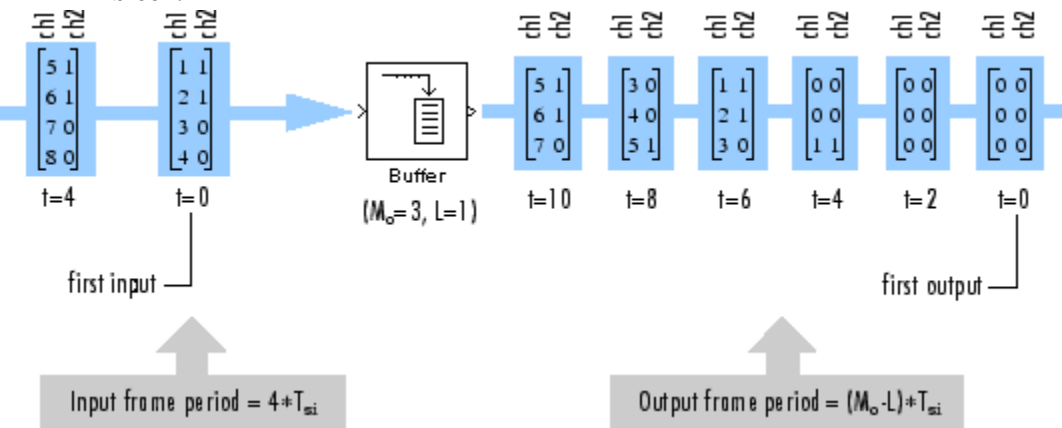 ch1 ch2 ch1 ch2 ch1 ch2 ch1 ch2 ch1 ch2 ch1 ch2 ch1 ch2 ch1 ch2
5 1 1 1 5 1 3 0 1 1 0 0 0 0 0 0
6 1 2 1 6 1 4 0 2 1 0 0 0 0 0 0
7 0 3 0 7 0 5 1 3 0 1 1 0 0 0 0
8 0 4 0
Buffer
(Mₒ=3, L=1)
t=4 t=0 t=10 t=8 t=6 t=4 t=2 t=0
first input first output
Input frame period = 4*Tsi Output frame period = (Mₒ-L)*Tsi